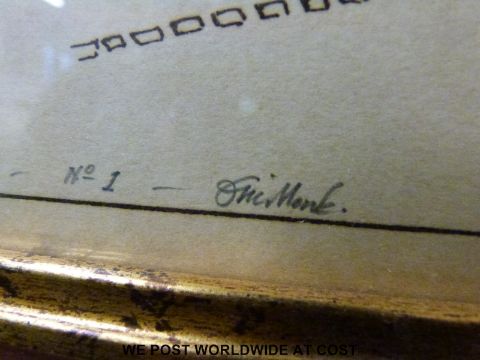 - Nº 1 -
WE POST WORLDWIDE AT COST